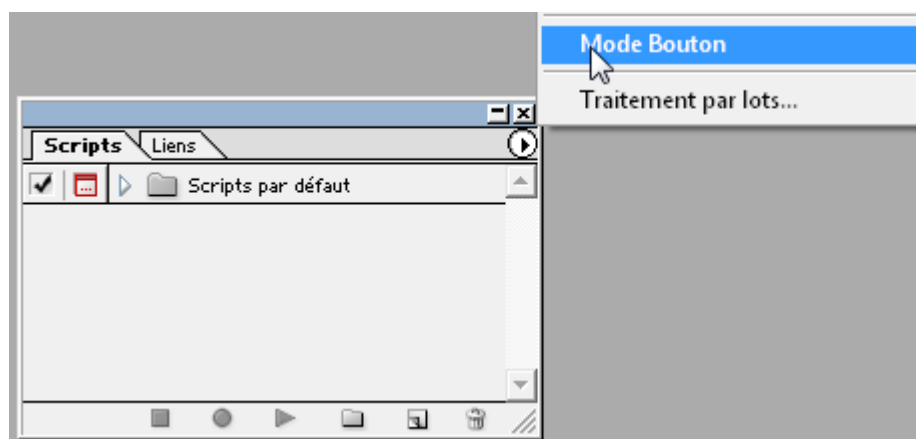 Mode Bouton
Traitement par lots...
Scripts Liens
Scripts par défaut